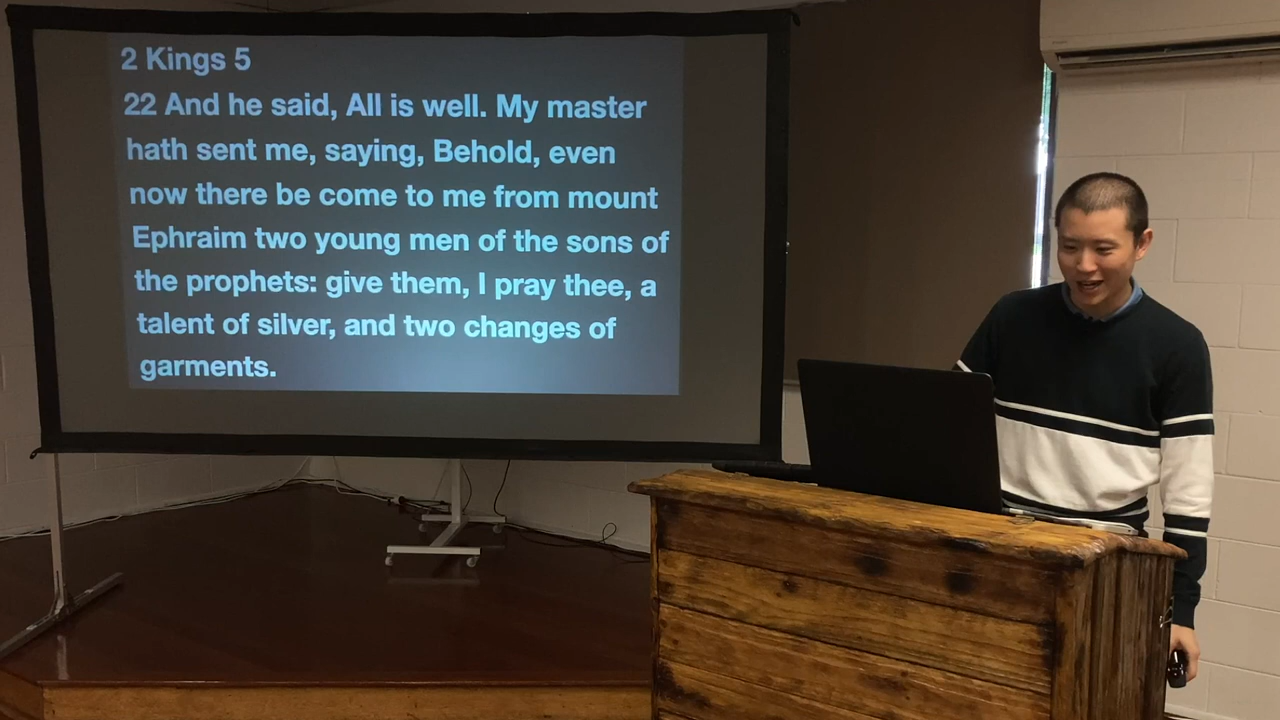 2 Kings 5
22 And he said, All is well. My master
hath sent me, saying, Behold, even
now there be come to me from mount
Ephraim two young men of the sons of
the prophets: give them, I pray thee, a
talent of silver, and two changes of
garments.